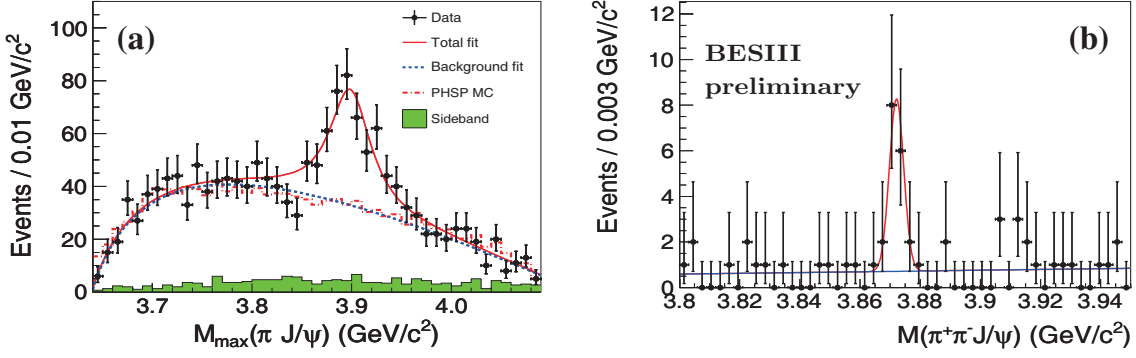 100
80
60
40
20
0
Events / 0.01 GeV/c²
(a)
Data
Total fit
Background fit
PHSP MC
Sideband
3.7 3.8 3.9 4.0
M_max(π J/ψ) (GeV/c²)
12
10
8
6
4
2
0
Events / 0.003 GeV/c²
BESIII
preliminary
(b)
3.8 3.82 3.84 3.86 3.88 3.9 3.92 3.94
M(π⁺π⁻J/ψ) (GeV/c²)